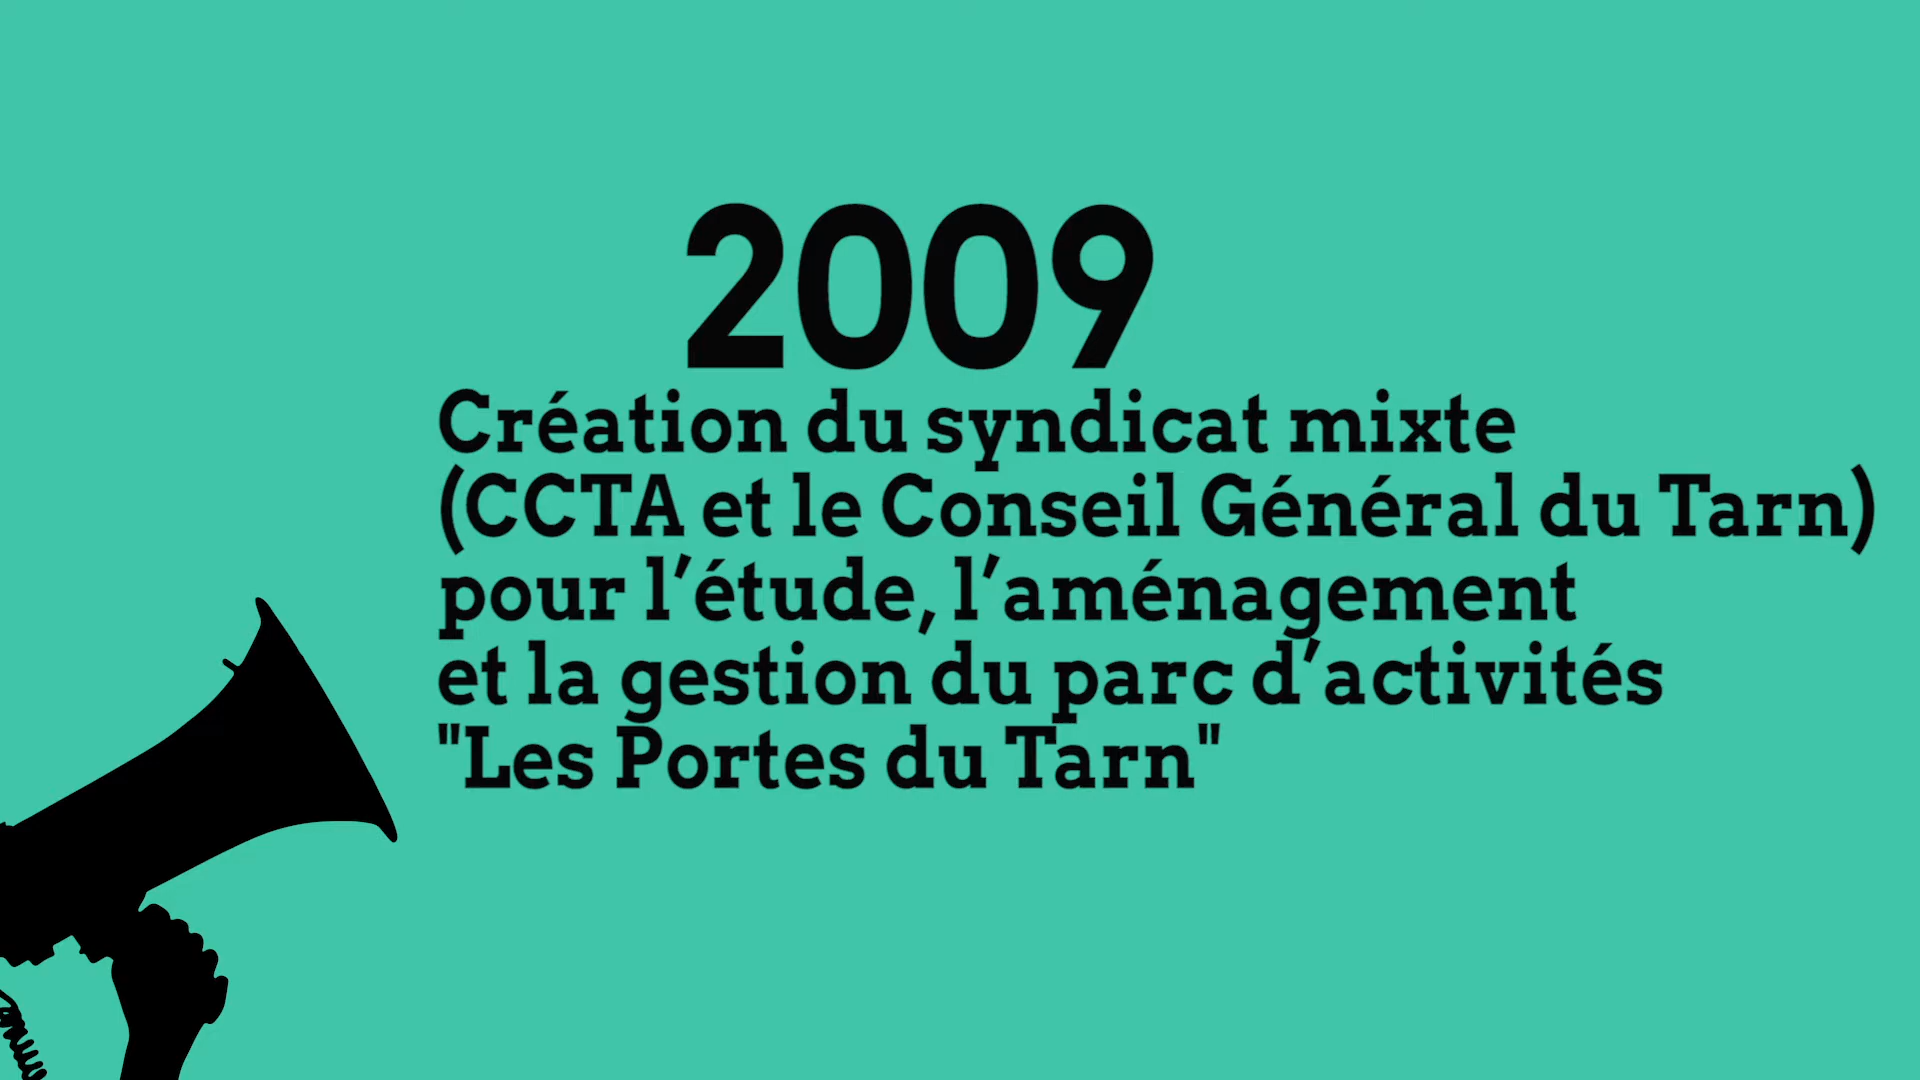 2009
Création du syndicat mixte
(CCTA et le Conseil Général du Tarn)
pour l’étude, l’aménagement
et la gestion du parc d’activités
"Les Portes du Tarn"